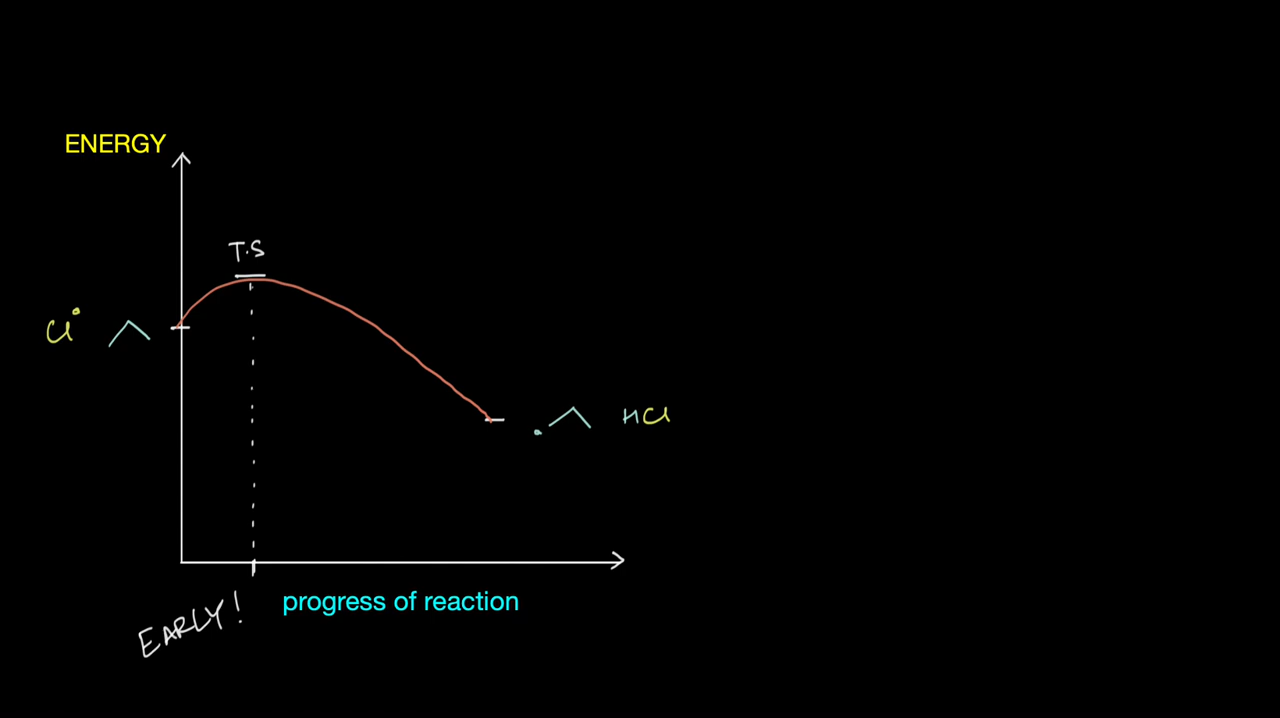 ENERGY
T.S
Cl•
• HCl
progress of reaction
EARLY!